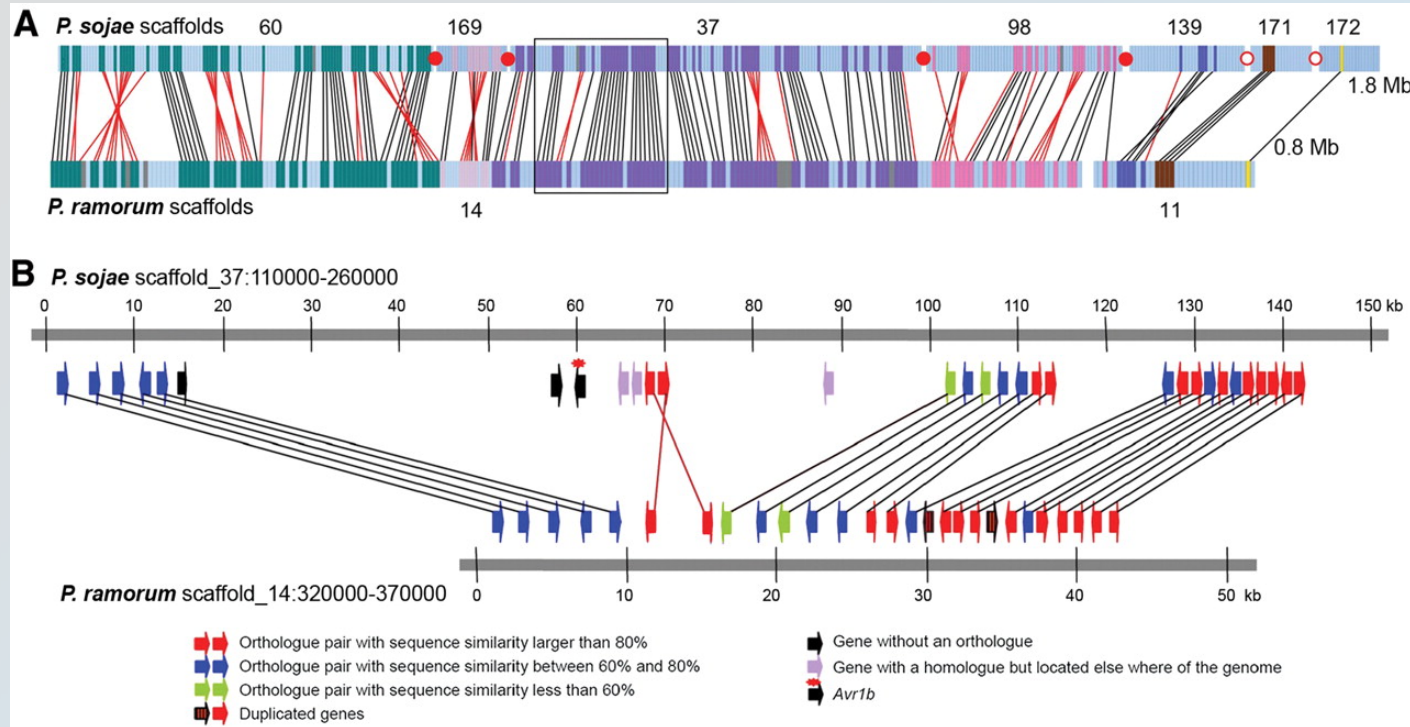 A
P. sojae scaffolds 60 169 37 98 139 171 172
1.8 Mb
0.8 Mb
P. ramorum scaffolds 14 11
B
P. sojae scaffold_37:110000-260000
0 10 20 30 40 50 60 70 80 90 100 110 120 130 140 150 kb
P. ramorum scaffold_14:320000-370000
0 10 20 30 40 50 kb
Orthologue pair with sequence similarity larger than 80%
Orthologue pair with sequence similarity between 60% and 80%
Orthologue pair with sequence similarity less than 60%
Duplicated genes
Gene without an orthologue
Gene with a homologue but located else where of the genome
Avr1b